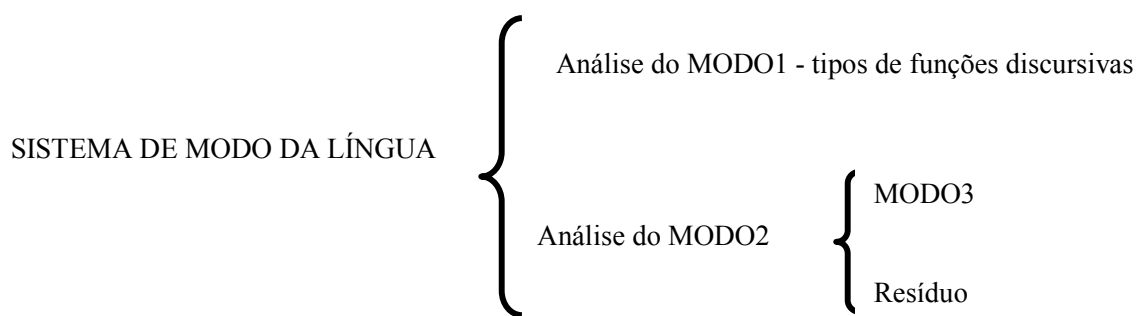 Análise do MODO1 - tipos de funções discursivas
SISTEMA DE MODO DA LÍNGUA
MODO3
Análise do MODO2
Resíduo